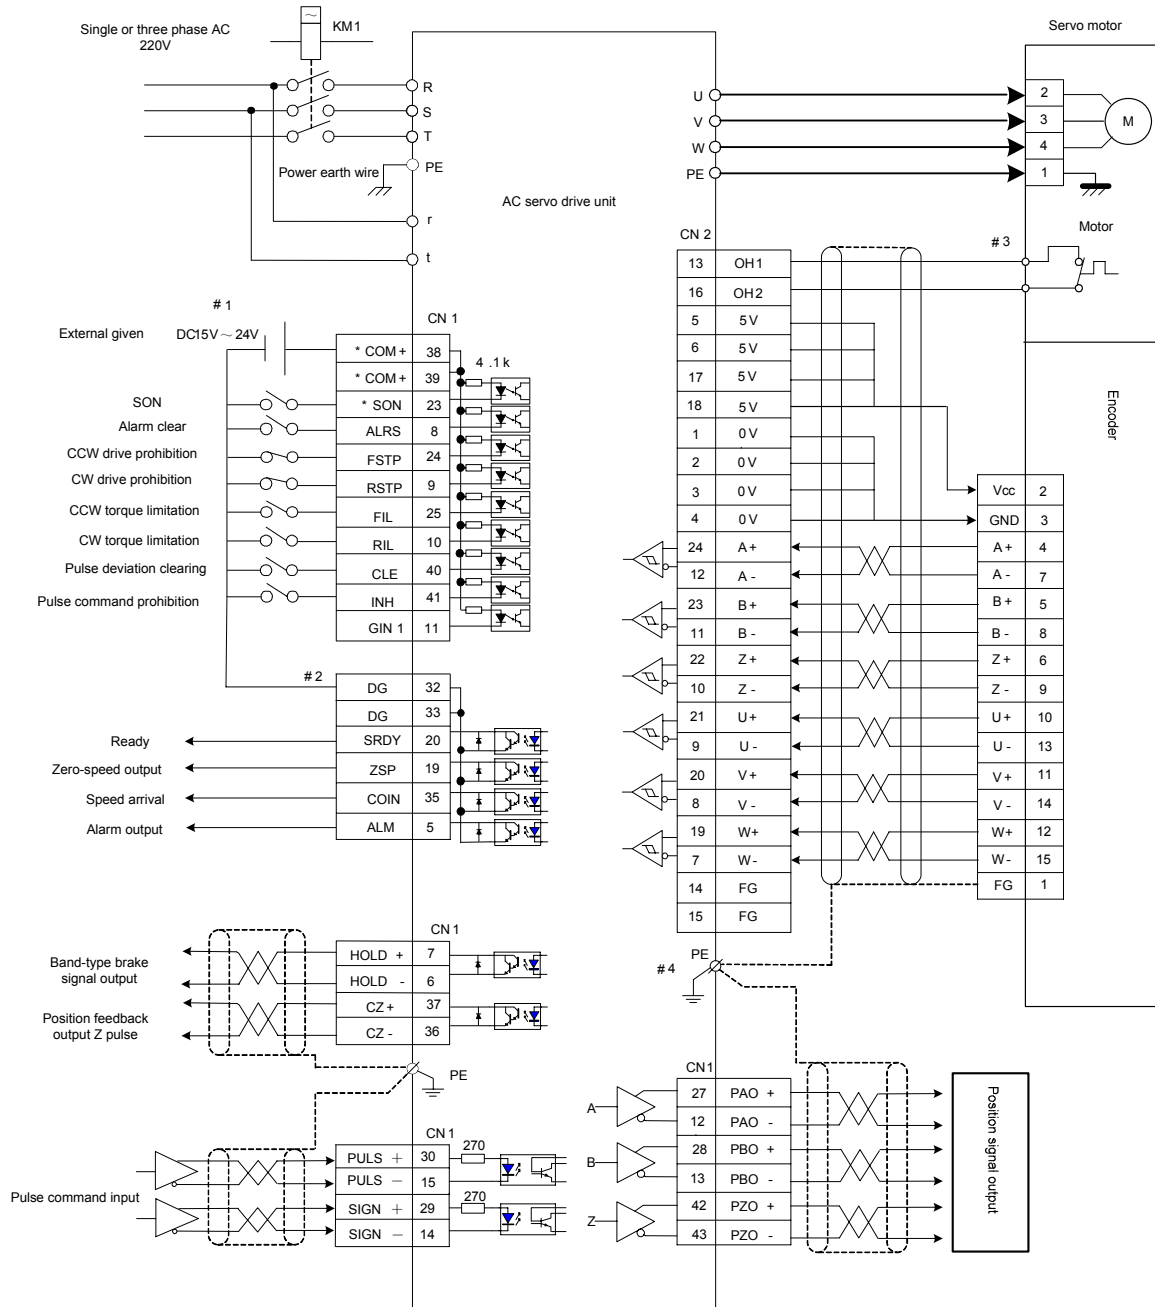 Single or three phase AC
220V
~
KM1
R
S
T
PE
Power earth wire
r
t
AC servo drive unit
Servo motor
U
V
W
PE
2
3
4
1
M
Motor
# 3
# 1
External given
DC15V ~ 24V
CN 1
* COM + 38
* COM + 39
4 .1 k
SON
* SON 23
Alarm clear
ALRS 8
CCW drive prohibition
FSTP 24
CW drive prohibition
RSTP 9
CCW torque limitation
FIL 25
CW torque limitation
RIL 10
Pulse deviation clearing
CLE 40
Pulse command prohibition
INH 41
GIN 1 11
# 2
DG 32
DG 33
Ready
SRDY 20
Zero-speed output
ZSP 19
Speed arrival
COIN 35
Alarm output
ALM 5
CN 2
13 OH1
16 OH2
5 5 V
6 5 V
17 5 V
18 5 V
1 0 V
2 0 V
3 0 V
4 0 V
24 A +
12 A -
23 B +
11 B -
22 Z +
10 Z -
21 U +
9 U -
20 V +
8 V -
19 W+
7 W -
14 FG
15 FG
Encoder
Vcc 2
GND 3
A + 4
A - 7
B + 5
B - 8
Z + 6
Z - 9
U + 10
U - 13
V + 11
V - 14
W+ 12
W - 15
FG 1
PE
# 4
CN 1
Band-type brake
signal output
HOLD + 7
HOLD - 6
Position feedback
output Z pulse
CZ + 37
CZ - 36
PE
CN 1
Pulse command input
PULS + 30
PULS - 15
SIGN + 29
SIGN - 14
270
270
CN1
A
27 PAO +
12 PAO -
B
28 PBO +
13 PBO -
Z
42 PZO +
43 PZO -
Position signal output